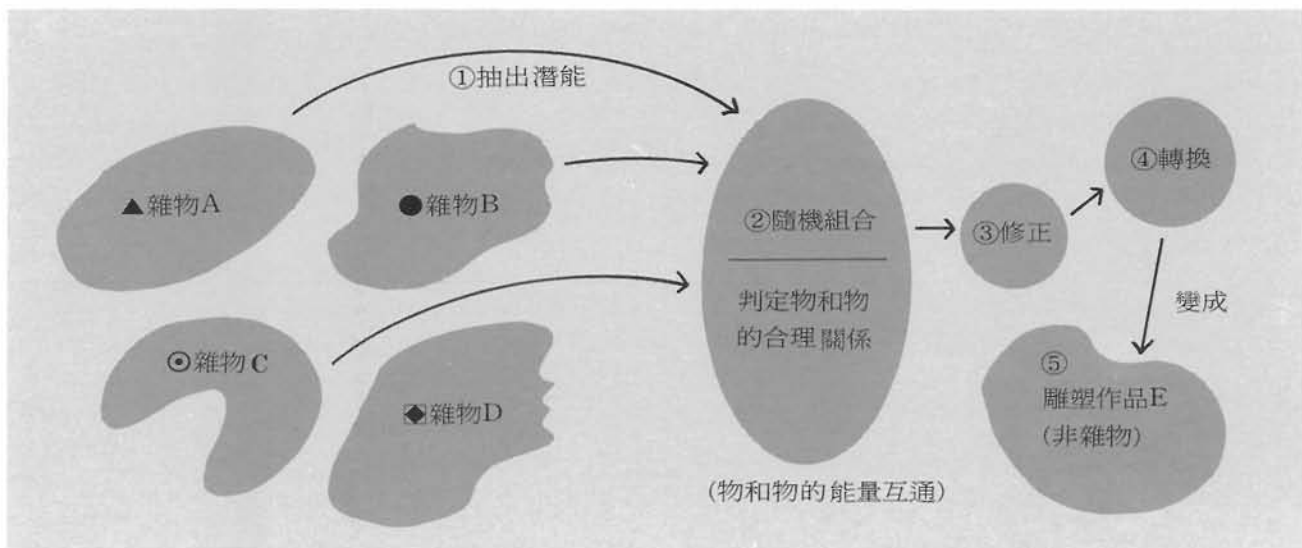 ①抽出潛能
▲雜物A
●雜物B
⊙雜物C
◆雜物D
②隨機組合
判定物和物
的合理關係
(物和物的能量互通)
③修正
④轉換
變成
⑤
雕塑作品E
(非雜物)